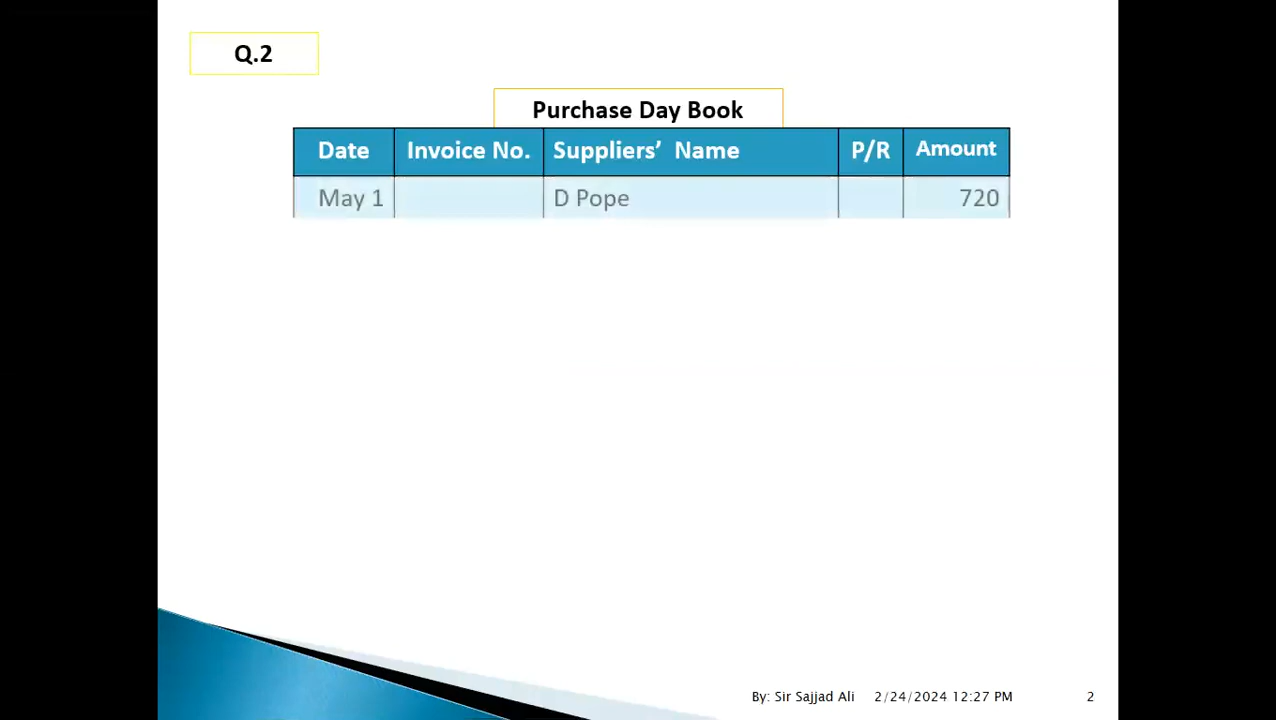 Q.2
Purchase Day Book
Date Invoice No. Suppliers’ Name P/R Amount
May 1 D Pope 720
By: Sir Sajjad Ali 2/24/2024 12:27 PM 2